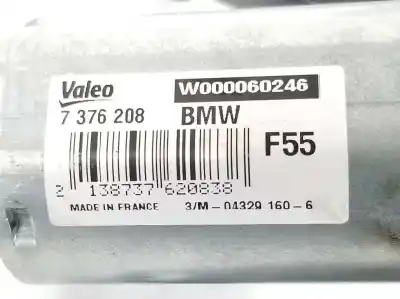 Valeo W000060246
7 376 208 BMW
F55
2 138737 620838
MADE IN FRANCE 3/M-04329 160-6